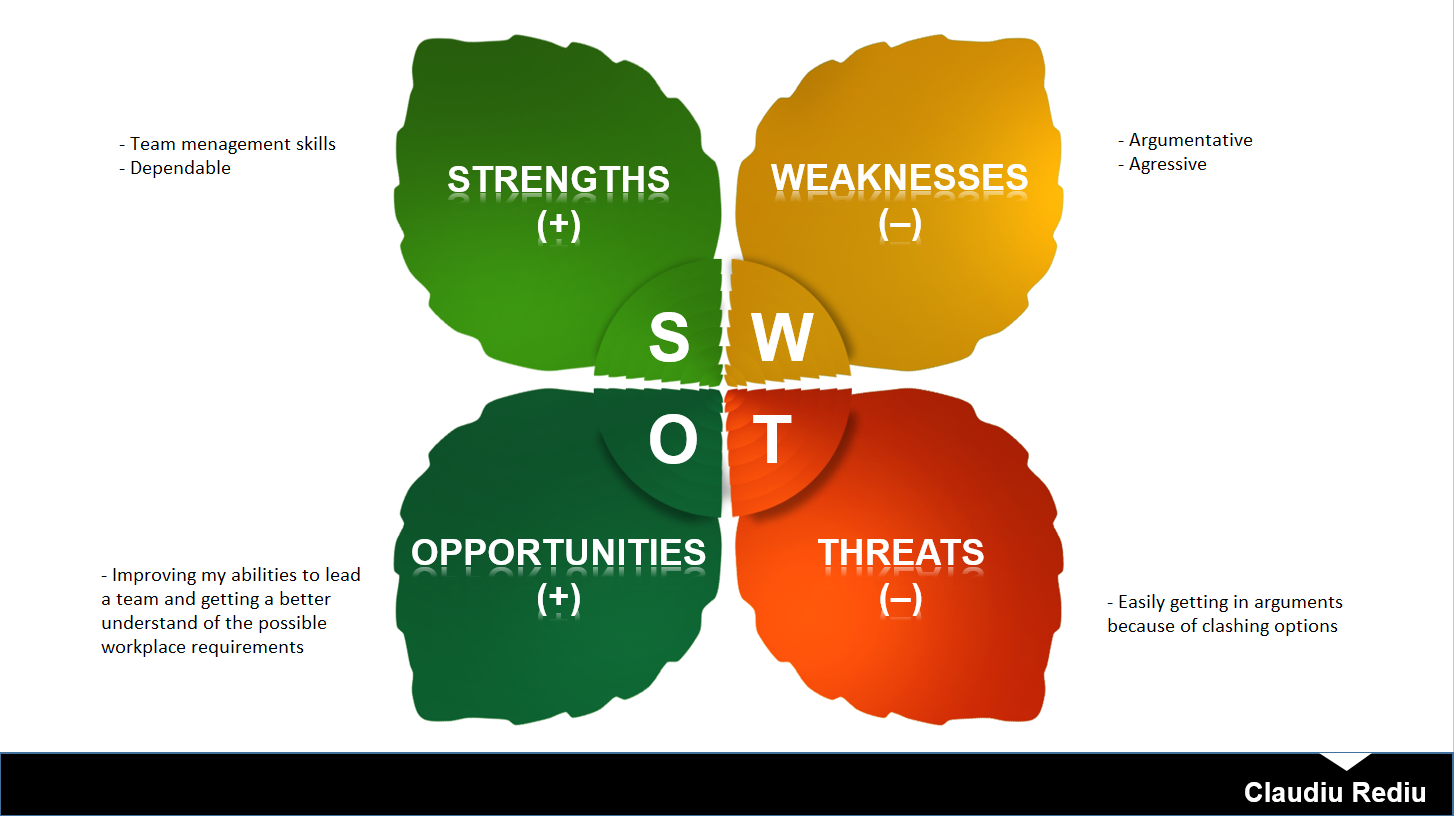 - Team menagement skills
- Dependable
STRENGTHS
(+)
WEAKNESSES
(–)
- Argumentative
- Agressive
S W
O T
OPPORTUNITIES
(+)
- Improving my abilities to lead
a team and getting a better
understand of the possible
workplace requirements
THREATS
(–)
- Easily getting in arguments
because of clashing options
Claudiu Rediu